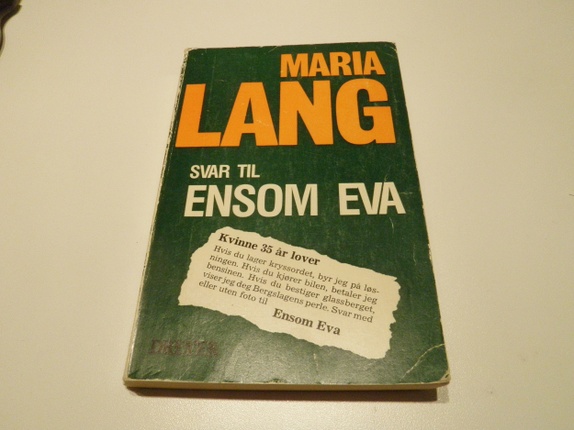 MARIA
LANG
SVAR TIL
ENSOM EVA
Kvinne 35 år lover
Hvis du lager kryssordet, byr jeg på løs-
ningen. Hvis du kjører bilen, betaler jeg
bensinen. Hvis du bestiger glassberget,
viser jeg deg Bergslagens perle. Svar med
eller uten foto til
Ensom Eva